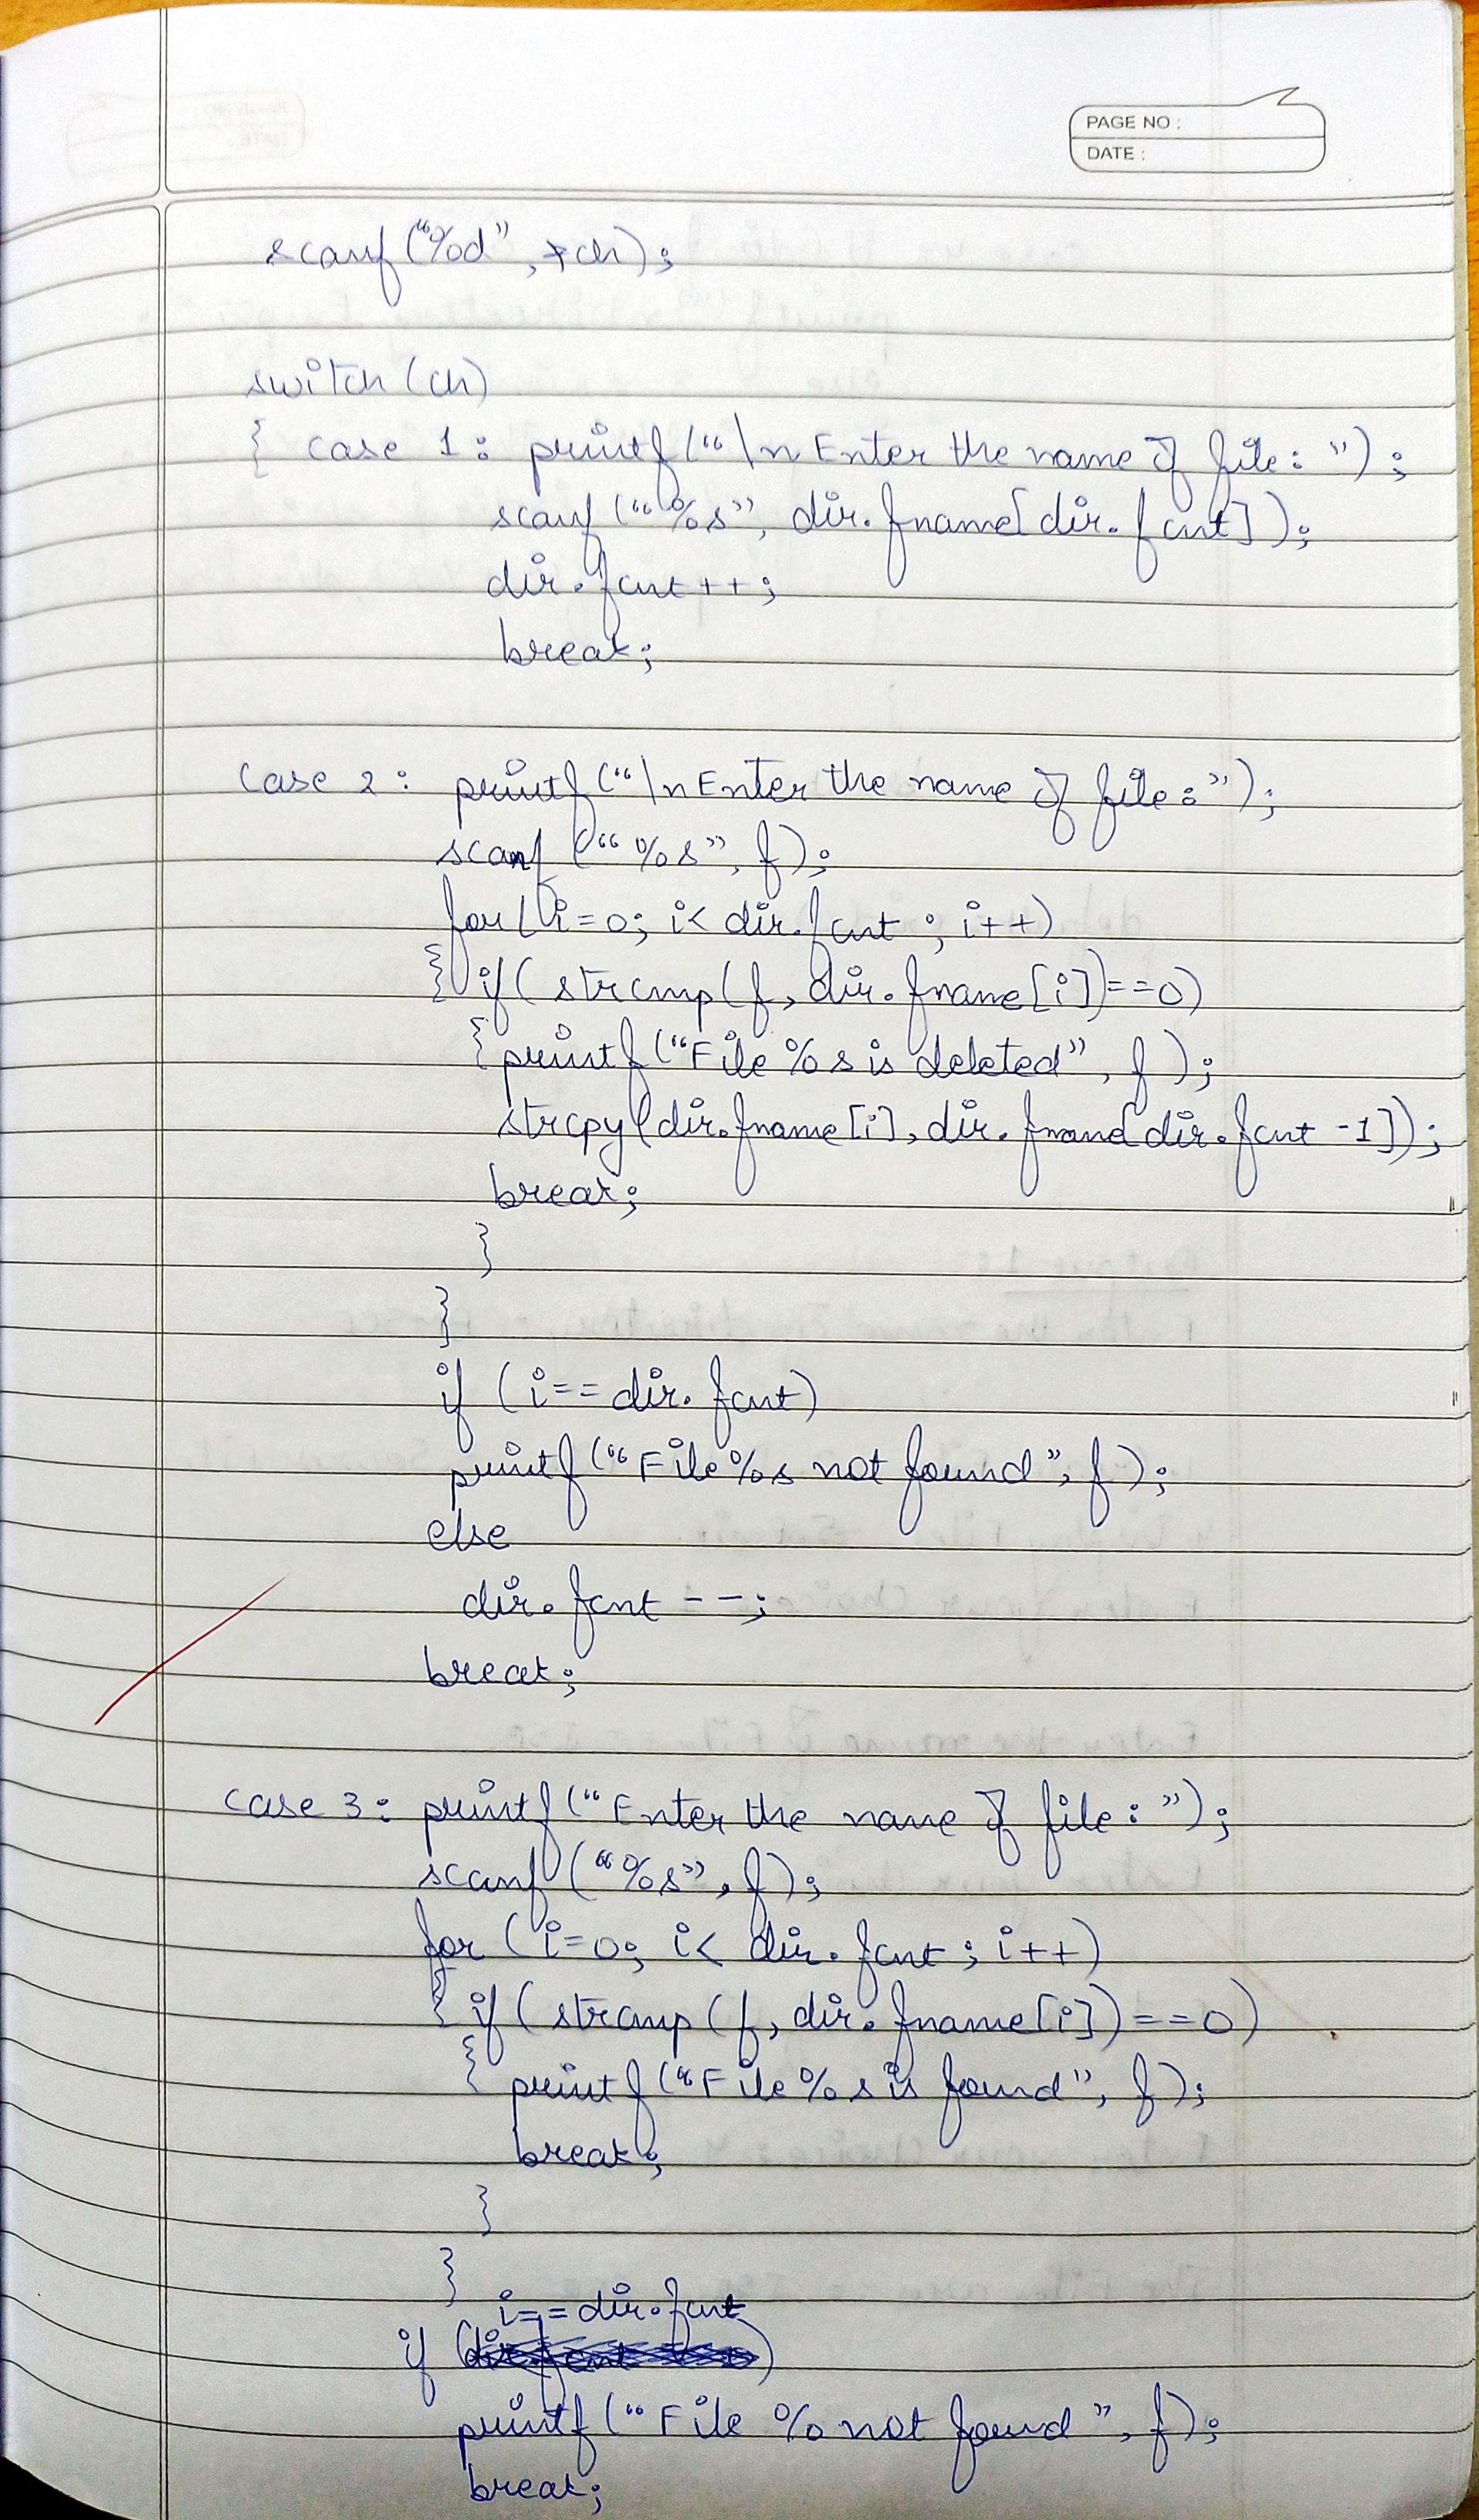 PAGE NO :
DATE :
scanf("%d", *ch);
switch(ch)
{ case 1: printf("\n Enter the name of file: ");
scanf("%s", dir.fname[dir.fcnt]);
dir.fcnt++;
break;
case 2: printf("\n Enter the name of file:");
scanf("%s", f);
for(i=0; i< dir.fcnt; i++)
{ if( strcmp(f, dir.fname[i])==0)
{ printf("File %s is deleted", f);
strcpy(dir.fname[i], dir.fname[dir.fcnt -1]);
break;
}
}
if (i==dir.fcnt)
printf("File %s not found", f);
else
dir.fcnt --;
break;
case 3: printf("Enter the name of file: ");
scanf("%s", f);
for (i=0; i< dir.fcnt; i++)
{ if( strcmp(f, dir.fname[i])==0)
{ printf("File %s is found", f);
break;
}
}
i==dir.fcnt
if ( )
printf("File % not found", f);
break;